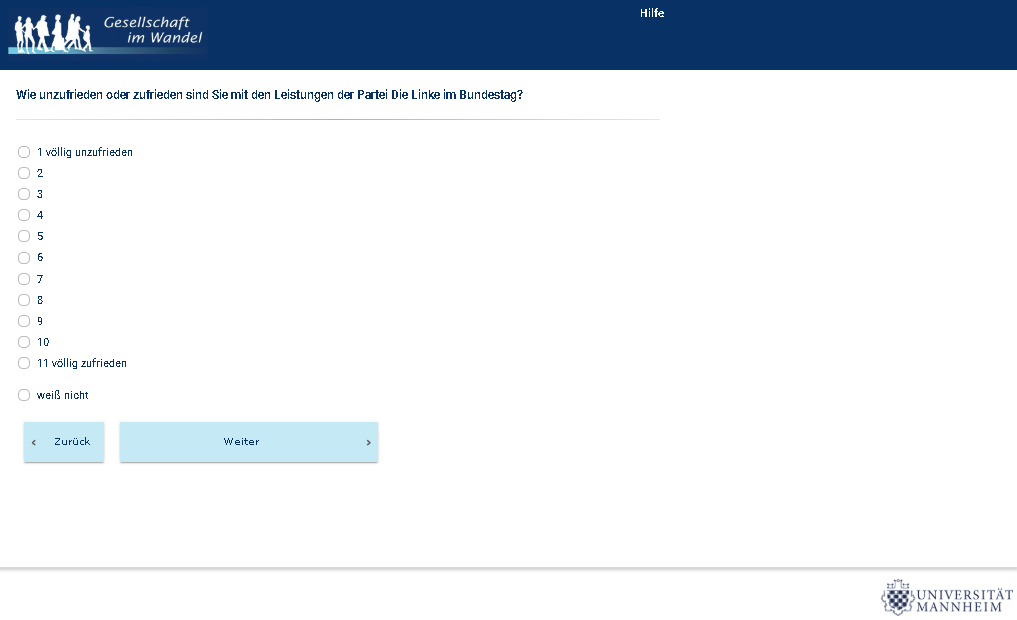 Gesellschaft
im Wandel
Hilfe
Wie unzufrieden oder zufrieden sind Sie mit den Leistungen der Partei Die Linke im Bundestag?
1 völlig unzufrieden
2
3
4
5
6
7
8
9
10
11 völlig zufrieden
weiß nicht
‹ Zurück
Weiter ›
UNIVERSITÄT
MANNHEIM